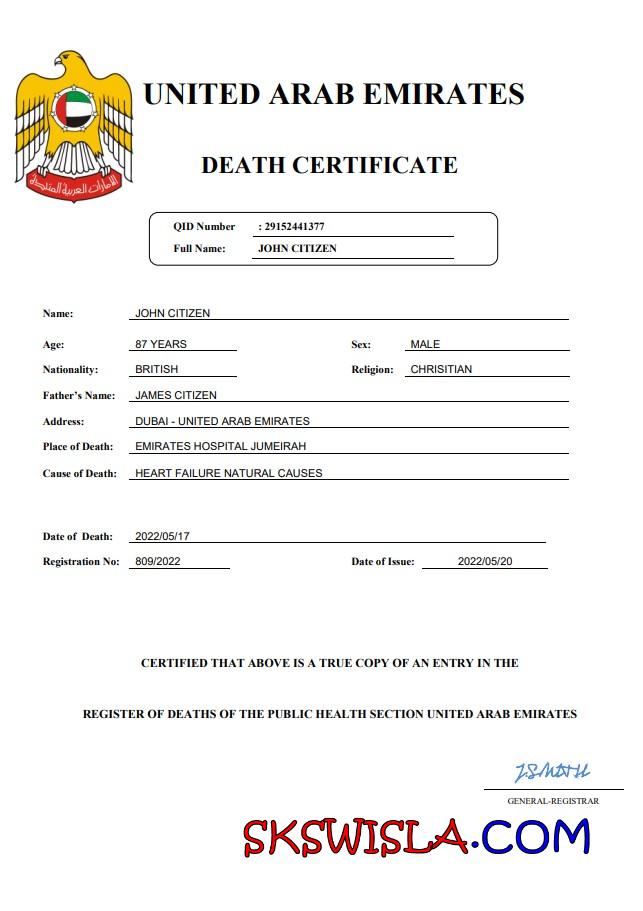 UNITED ARAB EMIRATES
DEATH CERTIFICATE
الإمارات العربية المتحدة
QID Number : 29152441377
Full Name: JOHN CITIZEN
Name: JOHN CITIZEN
Age: 87 YEARS Sex: MALE
Nationality: BRITISH Religion: CHRISITIAN
Father's Name: JAMES CITIZEN
Address: DUBAI - UNITED ARAB EMIRATES
Place of Death: EMIRATES HOSPITAL JUMEIRAH
Cause of Death: HEART FAILURE NATURAL CAUSES
Date of Death: 2022/05/17
Registration No: 809/2022 Date of Issue: 2022/05/20
CERTIFIED THAT ABOVE IS A TRUE COPY OF AN ENTRY IN THE
REGISTER OF DEATHS OF THE PUBLIC HEALTH SECTION UNITED ARAB EMIRATES
GENERAL-REGISTRAR
SKSWISLA.COM